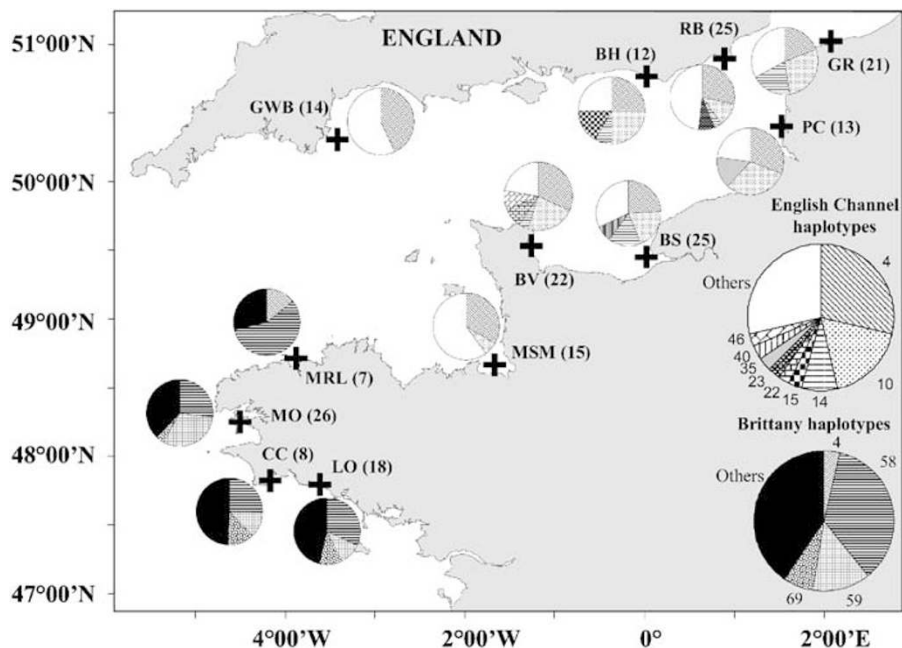 51°00’N
50°00’N
49°00’N
48°00’N
47°00’N
ENGLAND
RB (25)
BH (12)
GR (21)
GWB (14)
PC (13)
BS (25)
BV (22)
MSM (15)
MRL (7)
MO (26)
CC (8)
LO (18)
English Channel
haplotypes
Others
4
46
40
35
23
22
15
14
10
Brittany haplotypes
4
Others
58
69
59
4°00’W
2°00’W
0°
2°00’E